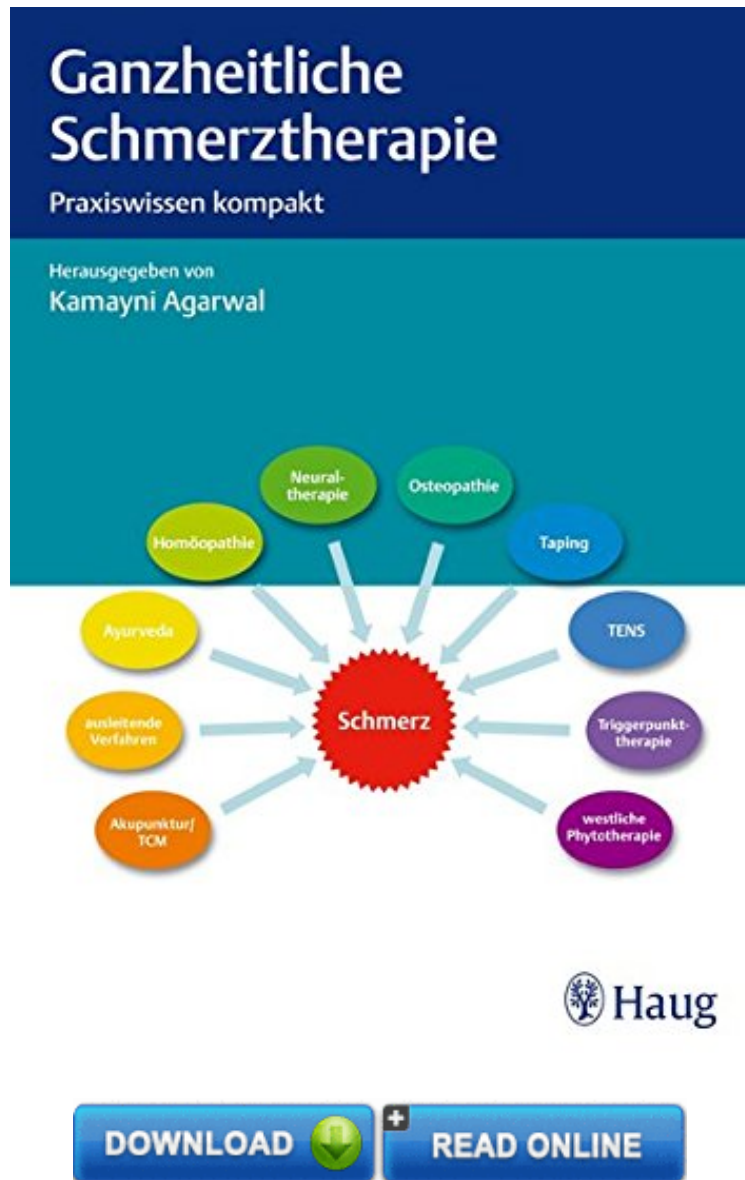 Ganzheitliche
Schmerztherapie
Praxiswissen kompakt
Herausgegeben von
Kamayni Agarwal
Neural-
therapie
Osteopathie
Homöopathie
Taping
Ayurveda
TENS
Schmerz
ausleitende
Verfahren
Triggerpunkt-
therapie
Akupunktur/
TCM
westliche
Phytotherapie
Haug
DOWNLOAD
READ ONLINE